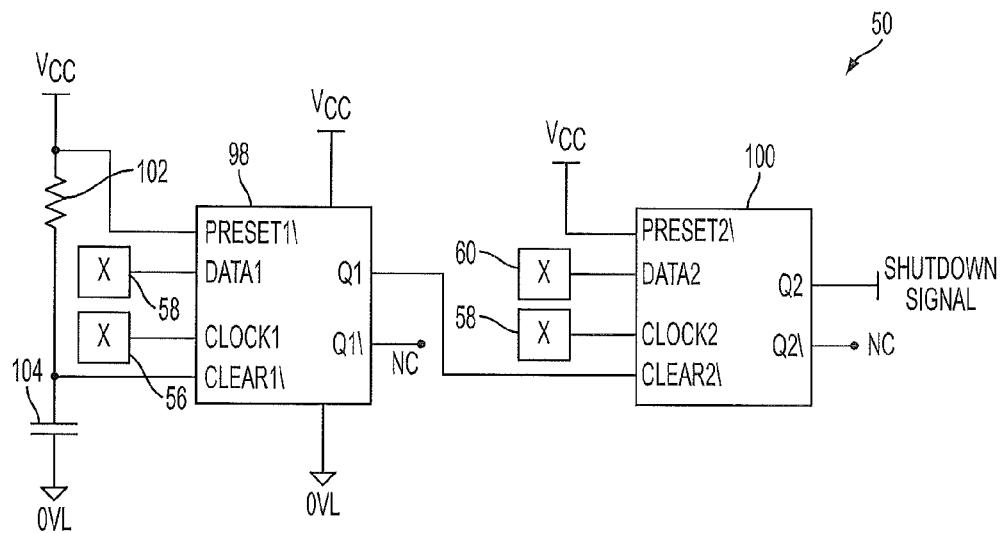 50
VCC
VCC
VCC
102
98
100
PRESET1\
PRESET2\
X
DATA1
Q1
60
X
DATA2
Q2
SHUTDOWN
SIGNAL
58
58
X
CLOCK1
Q1\
NC
X
CLOCK2
Q2\
NC
104
CLEAR1\
CLEAR2\
56
0VL
0VL